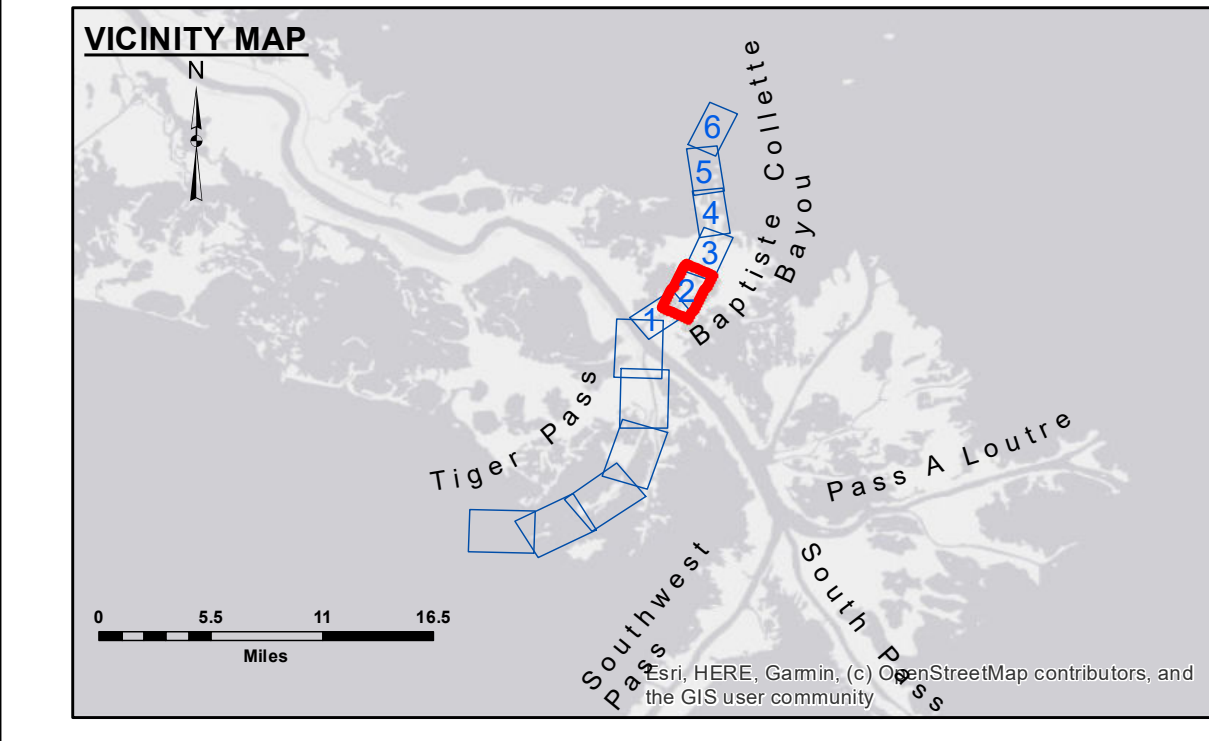 VICINITY MAP
N
6
5
4
3
2
1
Baptiste Collette
Bayou
Tiger Pass
Pass A Loutre
Southwest
Pass
South Pass
0 5.5 11 16.5
Miles
Esri, HERE, Garmin, (c) OpenStreetMap contributors, and
the GIS user community